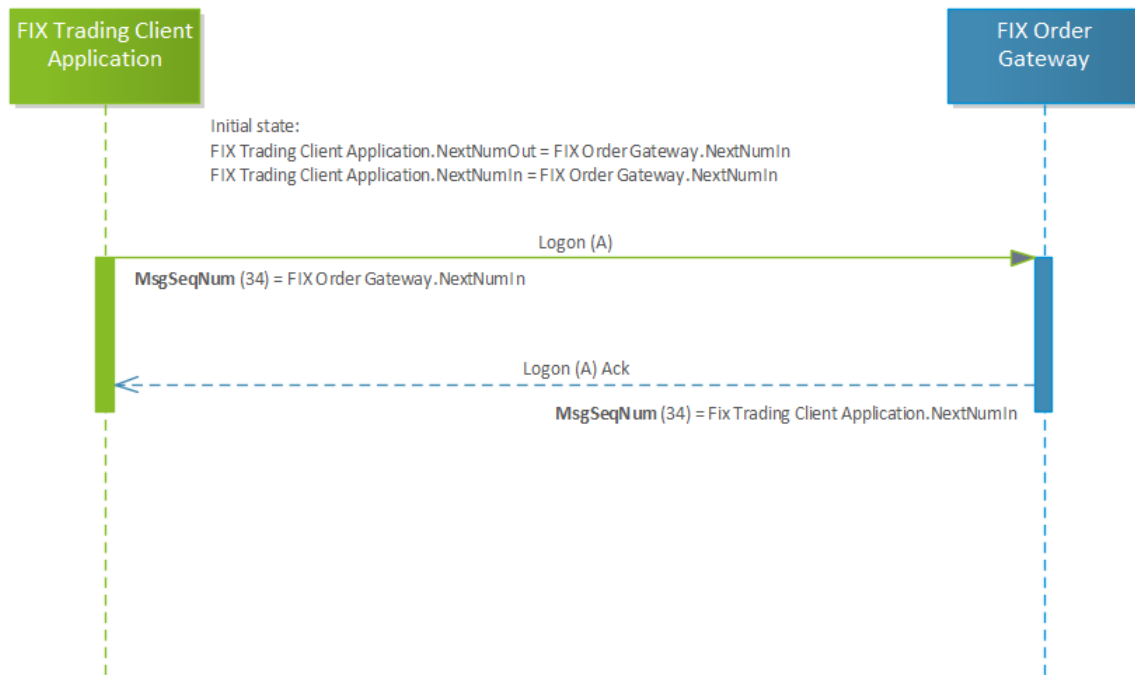 FIX Trading Client
Application
FIX Order
Gateway
Initial state:
FIX Trading Client Application.NextNumOut = FIX Order Gateway.NextNumIn
FIX Trading Client Application.NextNumIn = FIX Order Gateway.NextNumIn
Logon (A)
MsgSeqNum (34) = FIX Order Gateway.NextNumIn
Logon (A) Ack
MsgSeqNum (34) = Fix Trading Client Application.NextNumIn